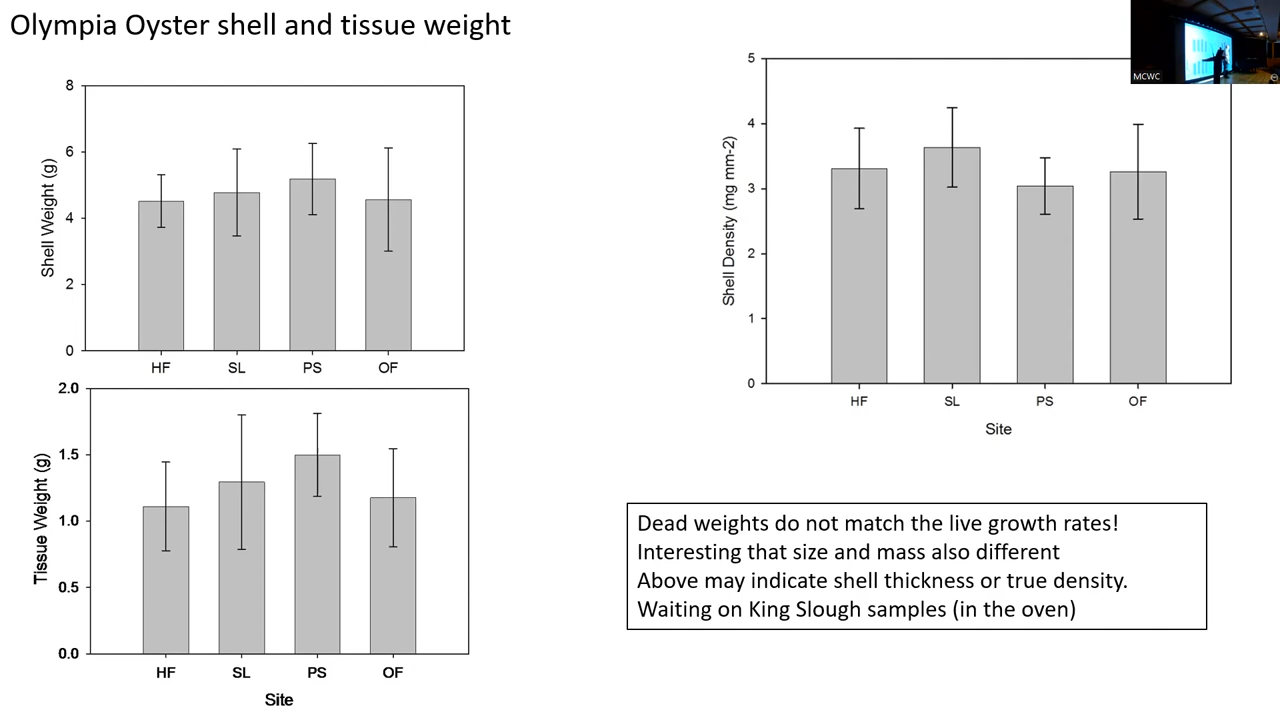 Olympia Oyster shell and tissue weight
MCWC
8
6
4
2
0
Shell Weight (g)
HF SL PS OF
2.0
1.5
1.0
0.5
0.0
Tissue Weight (g)
HF SL PS OF
Site
5
4
3
2
1
0
Shell Density (mg mm-2)
HF SL PS OF
Site
Dead weights do not match the live growth rates!
Interesting that size and mass also different
Above may indicate shell thickness or true density.
Waiting on King Slough samples (in the oven)